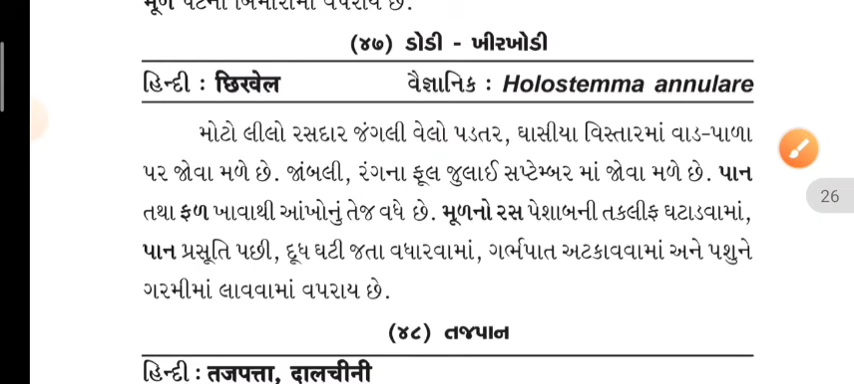 મૂળ પેટની બિમારીમાં વપરાય છે.
(૪૭) ડોડી - ખીરખોડી
હિન્દી : छिरवेल વૈજ્ઞાનિક : Holostemma annulare
મોટો લીલો રસદાર જંગલી વેલો પડતર, ઘાસીયા વિસ્તારમાં વાડ-પાળા
પર જોવા મળે છે. જાંબલી, રંગના ફૂલ જુલાઈ સપ્ટેમ્બર માં જોવા મળે છે. પાન
તથા ફળ ખાવાથી આંખોનું તેજ વધે છે. મૂળનો રસ પેશાબની તકલીફ ઘટાડવામાં,
પાન પ્રસૂતિ પછી, દૂધ ઘટી જતા વધારવામાં, ગર્ભપાત અટકાવવામાં અને પશુને
ગરમીમાં લાવવામાં વપરાય છે.
26
(૪૮) તજપાન
હિન્દી : तजपत्ता, दालचीनी